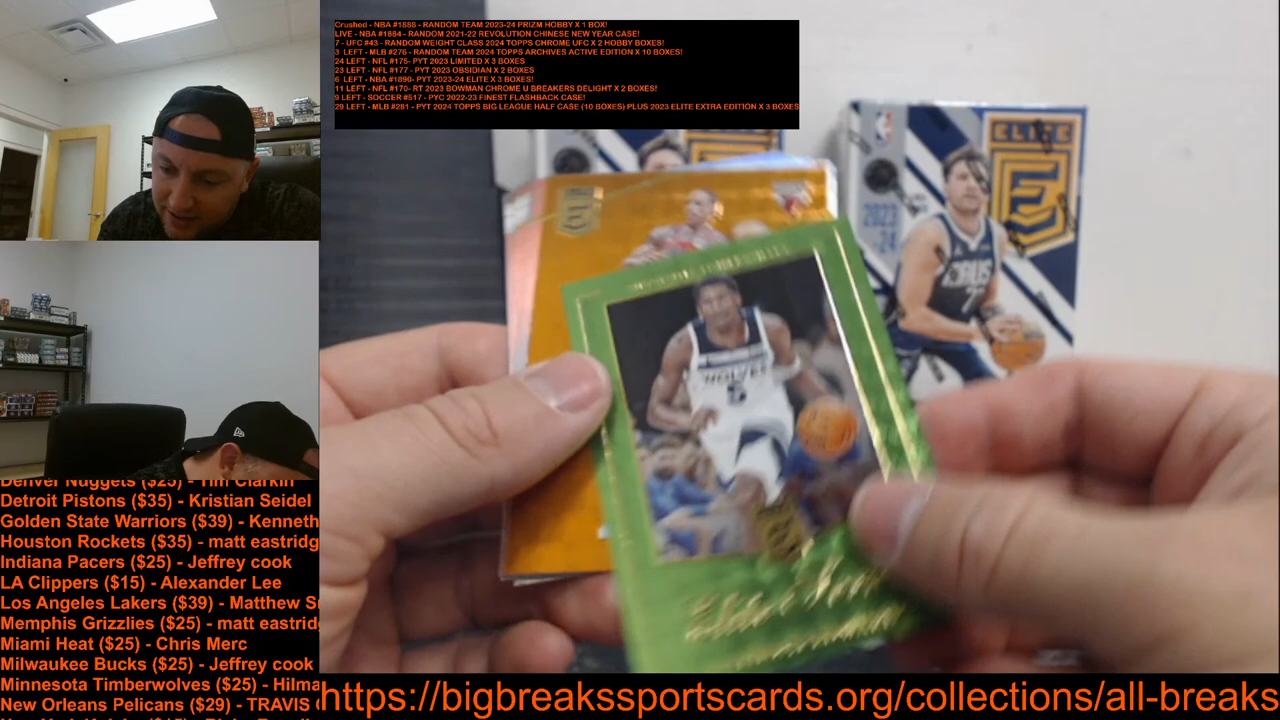 Crushed - NBA #1888 - RANDOM TEAM 2023-24 PRIZM HOBBY X 1 BOX!
LIVE - NBA #1884 - RANDOM 2021-22 REVOLUTION CHINESE NEW YEAR CASE!
7 - UFC #43 - RANDOM WEIGHT CLASS 2024 TOPPS CHROME UFC X 2 HOBBY BOXES!
3 LEFT - MLB #276 - RANDOM TEAM 2024 TOPPS ARCHIVES ACTIVE EDITION X 10 BOXES!
24 LEFT - NFL #175- PYT 2023 LIMITED X 3 BOXES
23 LEFT - NFL #177 - PYT 2023 OBSIDIAN X 2 BOXES
6 LEFT - NBA #1890- PYT 2023-24 ELITE X 3 BOXES!
11 LEFT - NFL #170- RT 2023 BOWMAN CHROME U BREAKERS DELIGHT X 2 BOXES!
9 LEFT - SOCCER #517 - PYC 2022-23 FINEST FLASHBACK CASE!
29 LEFT - MLB #281 - PYT 2024 TOPPS BIG LEAGUE HALF CASE (10 BOXES) PLUS 2023 ELITE EXTRA EDITION X 3 BOXES
ELITE
E
2023
-24
WOLVES
5
Denver Nuggets ($25) - Tim Clarkin
Detroit Pistons ($35) - Kristian Seidel
Golden State Warriors ($39) - Kenneth
Houston Rockets ($35) - matt eastridg
Indiana Pacers ($25) - Jeffrey cook
LA Clippers ($15) - Alexander Lee
Los Angeles Lakers ($39) - Matthew S
Memphis Grizzlies ($25) - matt eastrid
Miami Heat ($25) - Chris Merc
Milwaukee Bucks ($25) - Jeffrey cook
Minnesota Timberwolves ($25) - Hilma
New Orleans Pelicans ($29) - TRAVIS
https://bigbreakssportscards.org/collections/all-breaks